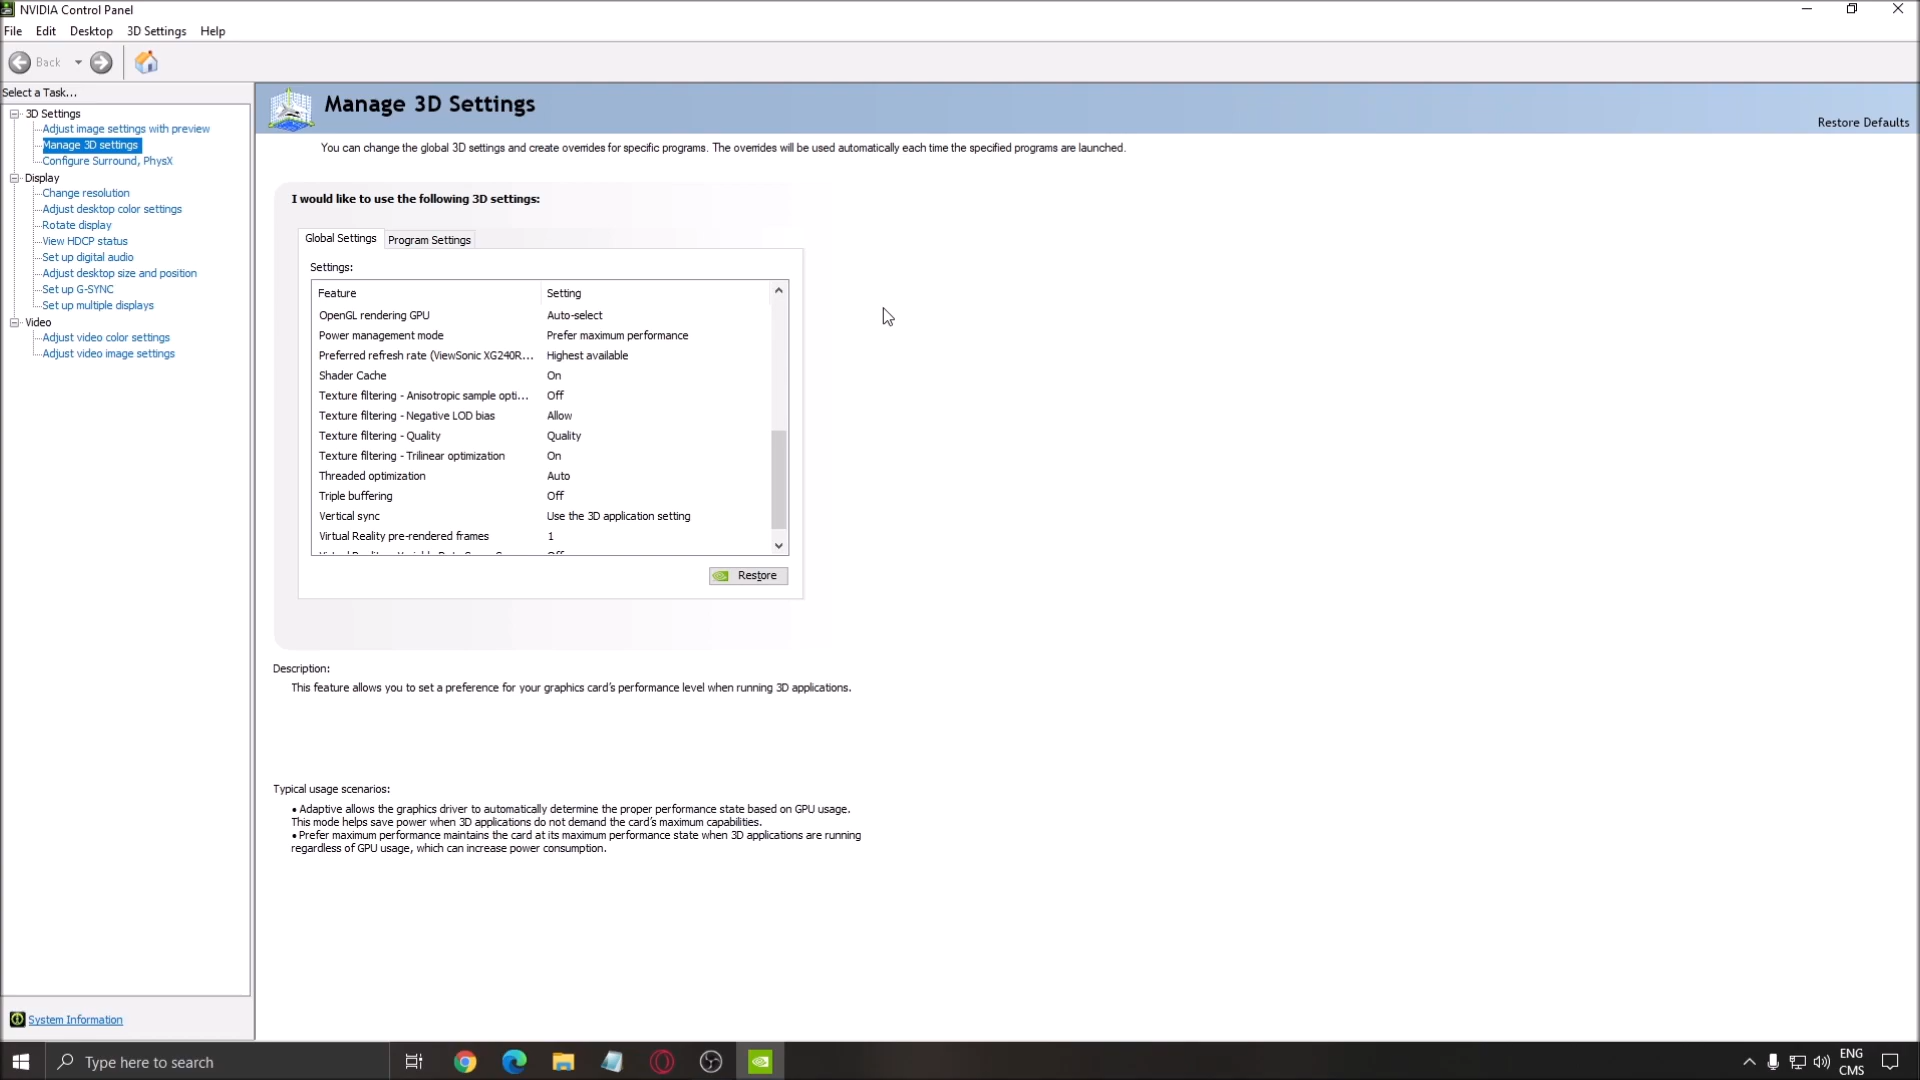 NVIDIA Control Panel
File Edit Desktop 3D Settings Help
Back
Select a Task...
3D Settings
Adjust image settings with preview
Manage 3D settings
Configure Surround, PhysX
Display
Change resolution
Adjust desktop color settings
Rotate display
View HDCP status
Set up digital audio
Adjust desktop size and position
Set up G-SYNC
Set up multiple displays
Video
Adjust video color settings
Adjust video image settings
System Information
Manage 3D Settings
Restore Defaults
You can change the global 3D settings and create overrides for specific programs. The overrides will be used automatically each time the specified programs are launched.
I would like to use the following 3D settings:
Global Settings Program Settings
Settings:
Feature Setting
OpenGL rendering GPU Auto-select
Power management mode Prefer maximum performance
Preferred refresh rate (ViewSonic XG240R... Highest available
Shader Cache On
Texture filtering - Anisotropic sample opti... Off
Texture filtering - Negative LOD bias Allow
Texture filtering - Quality Quality
Texture filtering - Trilinear optimization On
Threaded optimization Auto
Triple buffering Off
Vertical sync Use the 3D application setting
Virtual Reality pre-rendered frames 1
Restore
Description:
This feature allows you to set a preference for your graphics card's performance level when running 3D applications.
Typical usage scenarios:
• Adaptive allows the graphics driver to automatically determine the proper performance state based on GPU usage.
This mode helps save power when 3D applications do not demand the card's maximum capabilities.
• Prefer maximum performance maintains the card at its maximum performance state when 3D applications are running
regardless of GPU usage, which can increase power consumption.
Type here to search
ENG
CMS